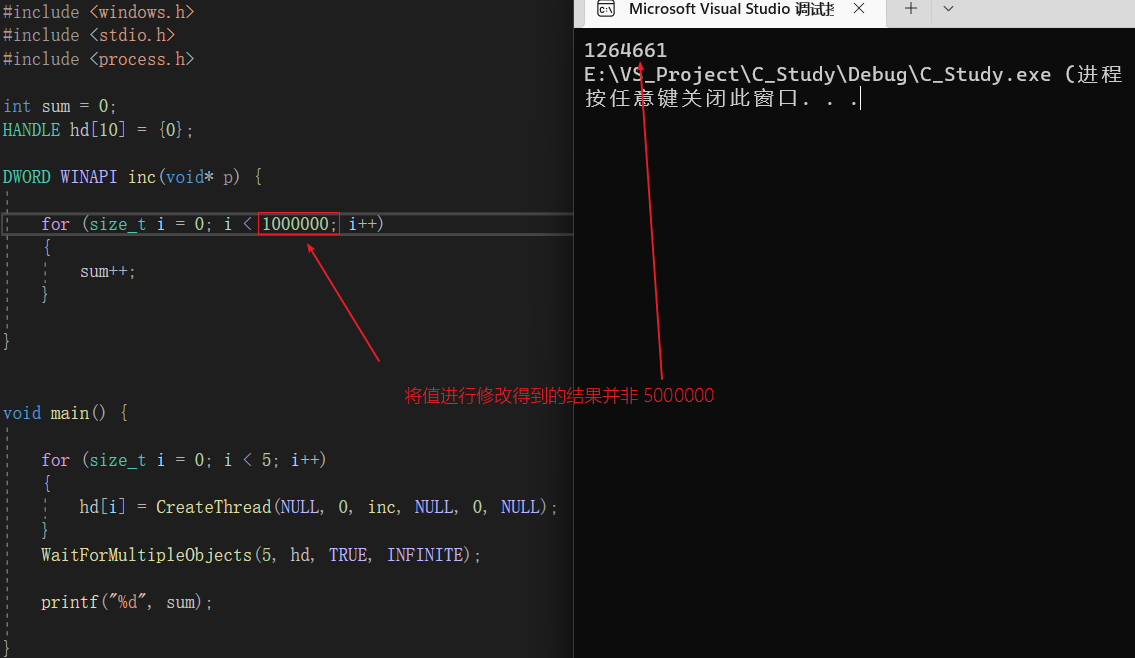 #include <windows.h>
#include <stdio.h>
#include <process.h>
int sum = 0;
HANDLE hd[10] = {0};
DWORD WINAPI inc(void* p) {
for (size_t i = 0; i < 1000000; i++)
{
sum++;
}
}
void main() {
for (size_t i = 0; i < 5; i++)
{
hd[i] = CreateThread(NULL, 0, inc, NULL, 0, NULL);
}
WaitForMultipleObjects(5, hd, TRUE, INFINITE);
printf("%d", sum);
}
Microsoft Visual Studio 调试
1264661
E:\VS_Project\C_Study\Debug\C_Study.exe (进程
按任意键关闭此窗口. . .
将值进行修改得到的结果并非 5000000